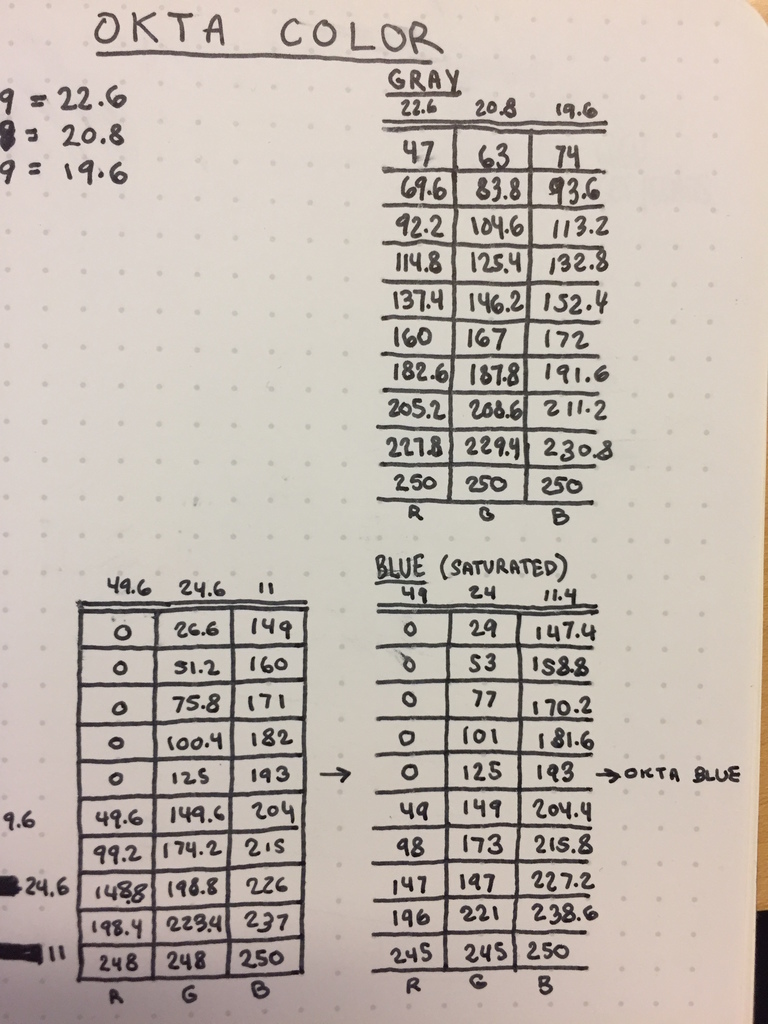 OKTA COLOR
9 = 22.6
8 = 20.8
9 = 19.6
GRAY
22.6 20.8 19.6
47 63 74
69.6 83.8 93.6
92.2 104.6 113.2
114.8 125.4 132.8
137.4 146.2 152.4
160 167 172
182.6 187.8 191.6
205.2 208.6 211.2
227.8 229.4 230.8
250 250 250
R G B
49.6 24.6 11
0 26.6 149
0 51.2 160
0 75.8 171
0 100.4 182
0 125 193 →
49.6 149.6 204
99.2 174.2 215
148.8 198.8 226
198.4 223.4 237
248 248 250
R G B
9.6
24.6
11
BLUE (SATURATED)
49 24 11.4
0 29 147.4
0 53 158.8
0 77 170.2
0 101 181.6
0 125 193 → OKTA BLUE
49 149 204.4
98 173 215.8
147 197 227.2
196 221 238.6
245 245 250
R G B